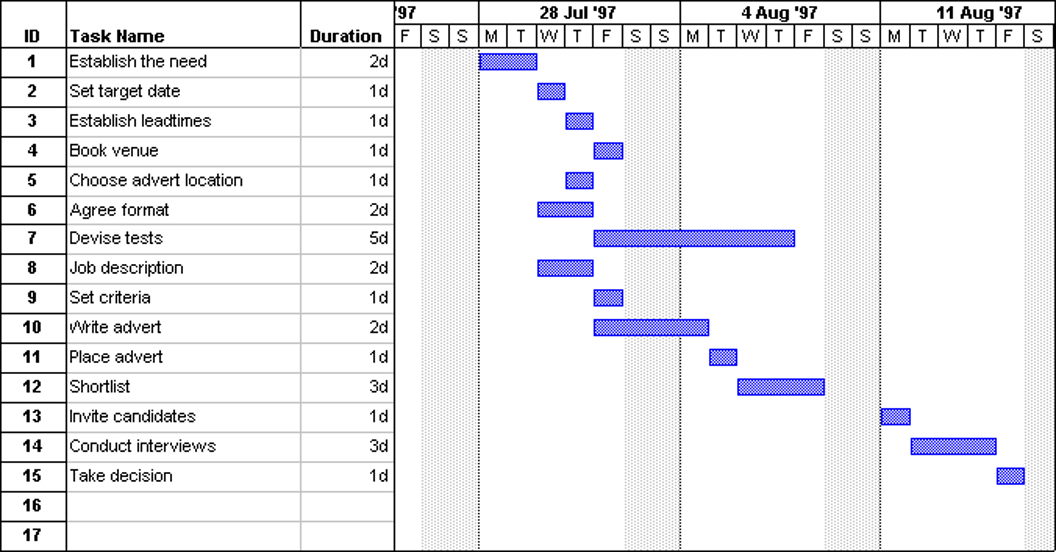 '97 28 Jul '97 4 Aug '97 11 Aug '97
ID Task Name Duration F S S M T W T F S S M T W T F S S M T W T F S
1 Establish the need 2d
2 Set target date 1d
3 Establish leadtimes 1d
4 Book venue 1d
5 Choose advert location 1d
6 Agree format 2d
7 Devise tests 5d
8 Job description 2d
9 Set criteria 1d
10 Write advert 2d
11 Place advert 1d
12 Shortlist 3d
13 Invite candidates 1d
14 Conduct interviews 3d
15 Take decision 1d
16
17